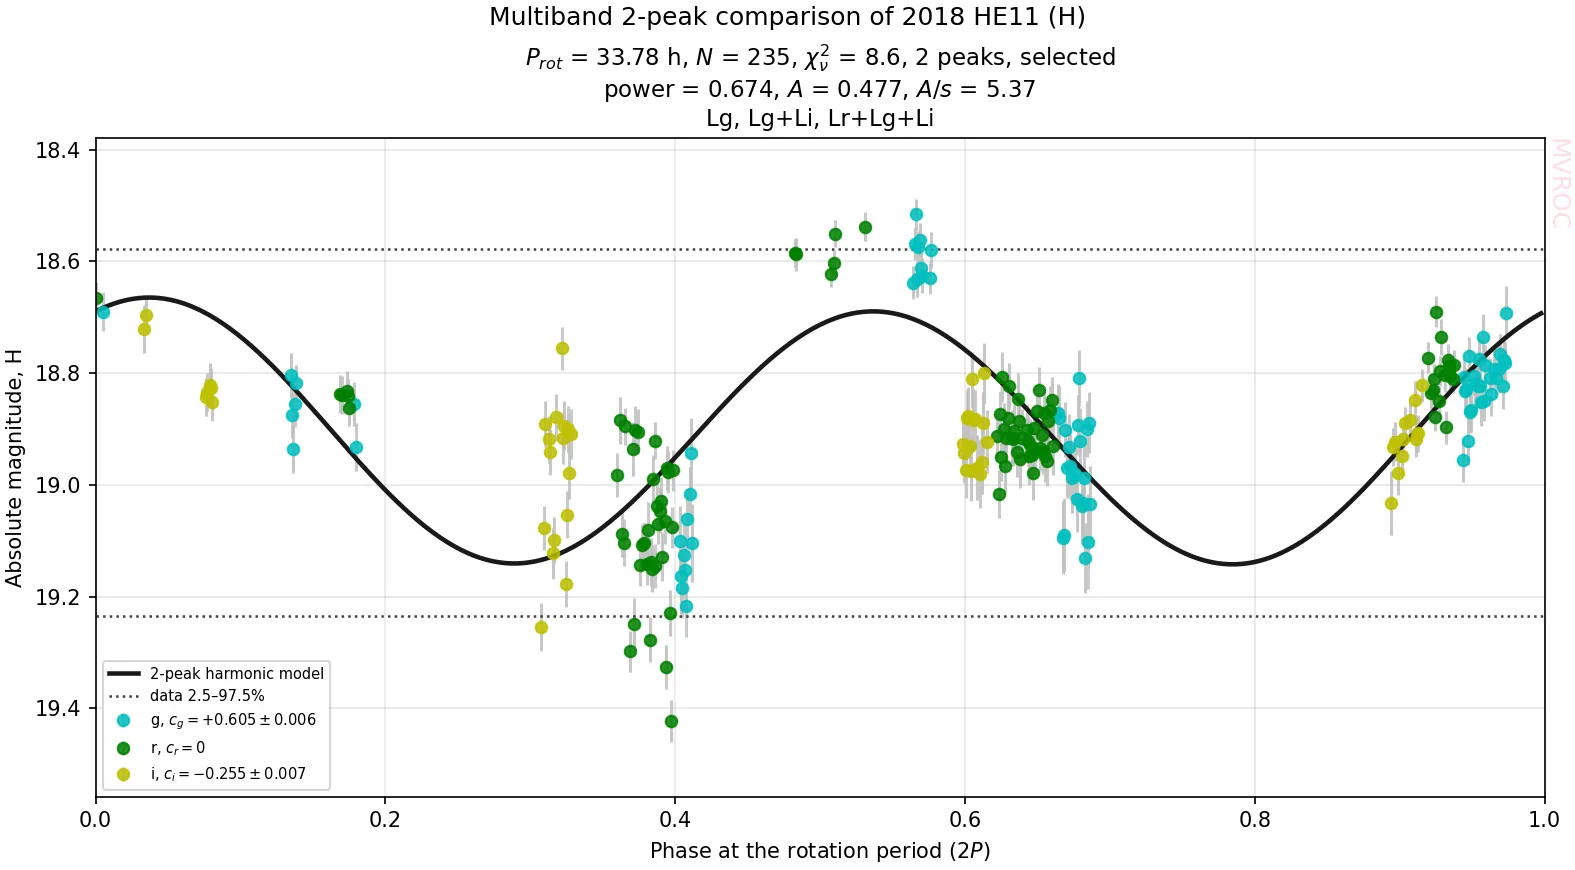 Multiband 2-peak comparison of 2018 HE11 (H)
P_rot = 33.78 h, N = 235, χ²_ν = 8.6, 2 peaks, selected
power = 0.674, A = 0.477, A/s = 5.37
Lg, Lg+Li, Lr+Lg+Li
MVROC
Absolute magnitude, H
18.4
18.6
18.8
19.0
19.2
19.4
2-peak harmonic model
data 2.5–97.5%
g, c_g = +0.605 ± 0.006
r, c_r = 0
i, c_i = −0.255 ± 0.007
0.0 0.2 0.4 0.6 0.8 1.0
Phase at the rotation period (2P)